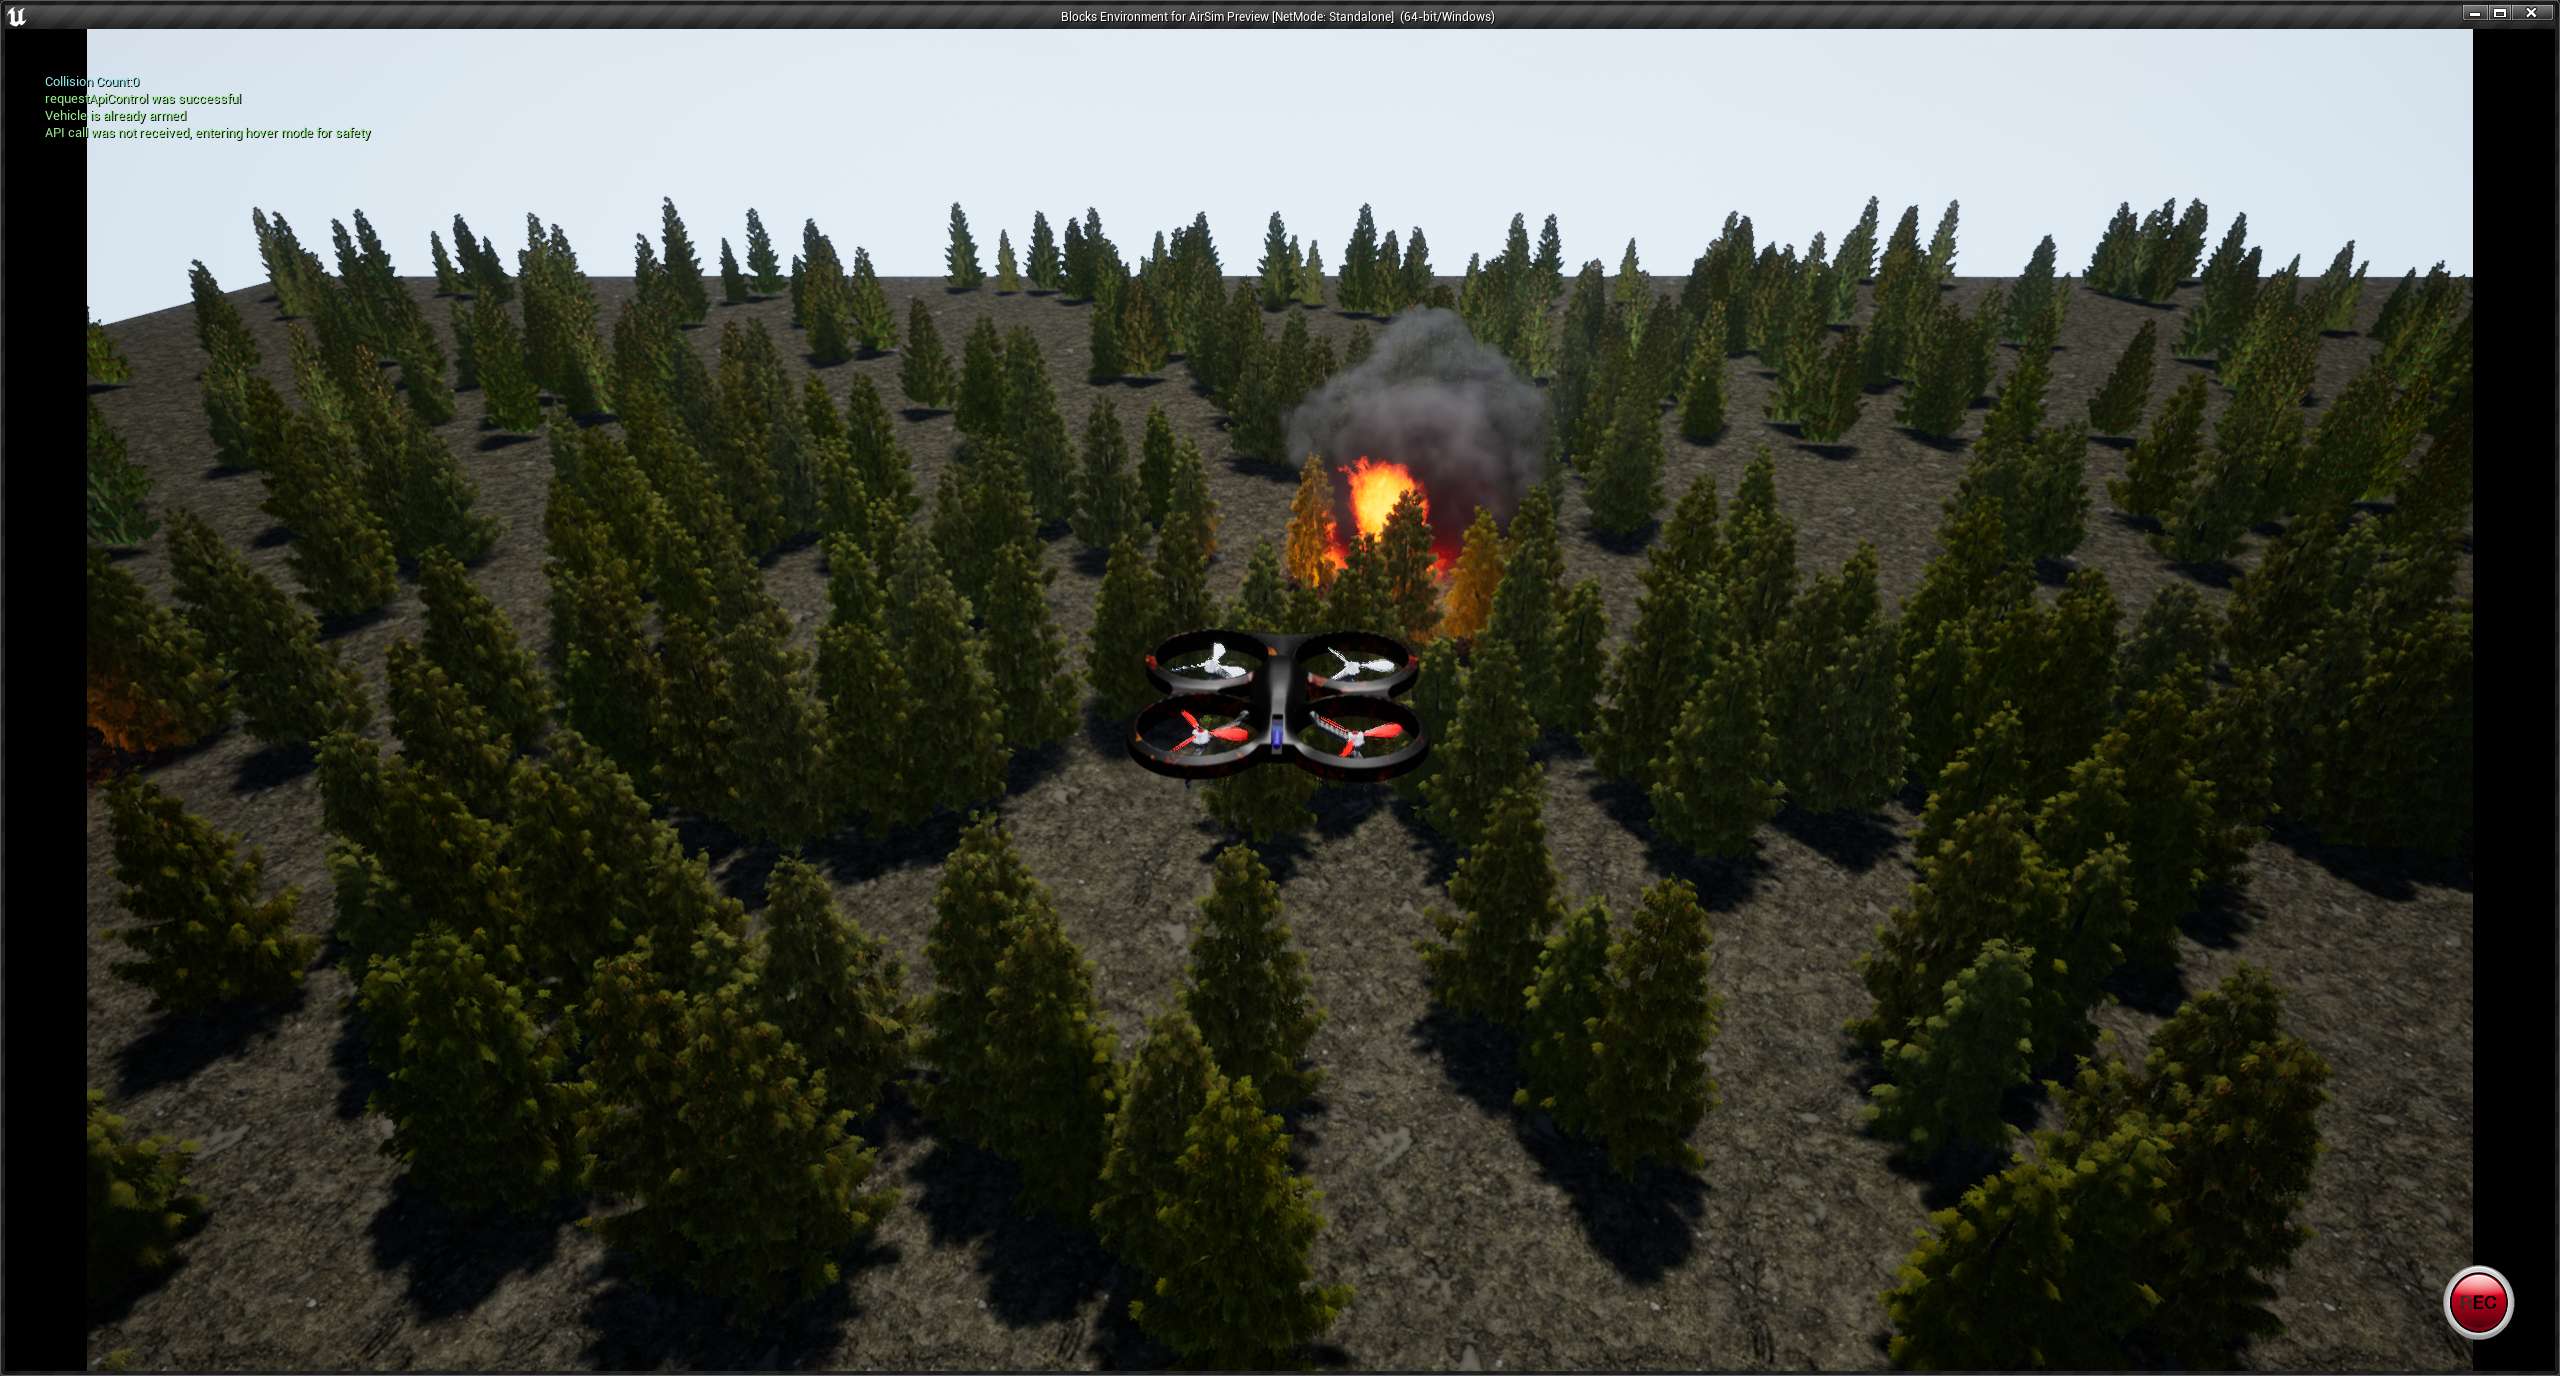 Blocks Environment for AirSim Preview [NetMode: Standalone] (64-bit/Windows)
Collision Count:0
requestApiControl was successful
Vehicle is already armed
API call was not received, entering hover mode for safety
REC